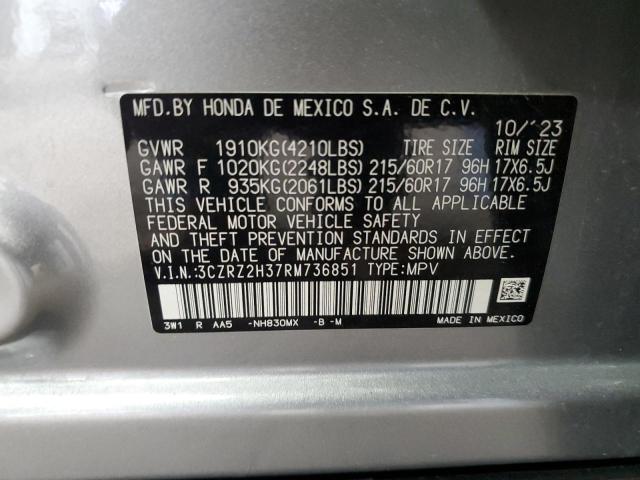 MFD.BY HONDA DE MEXICO S.A. DE C.V.
10/'23
GVWR 1910KG(4210LBS) TIRE SIZE RIM SIZE
GAWR F 1020KG(2248LBS) 215/60R17 96H 17X6.5J
GAWR R 935KG(2061LBS) 215/60R17 96H 17X6.5J
THIS VEHICLE CONFORMS TO ALL APPLICABLE
FEDERAL MOTOR VEHICLE SAFETY
AND THEFT PREVENTION STANDARDS IN EFFECT
ON THE DATE OF MANUFACTURE SHOWN ABOVE.
V.I.N.:3CZRZ2H37RM736851 TYPE:MPV
3W1 R AA5 -NH830MX -B -M MADE IN MEXICO